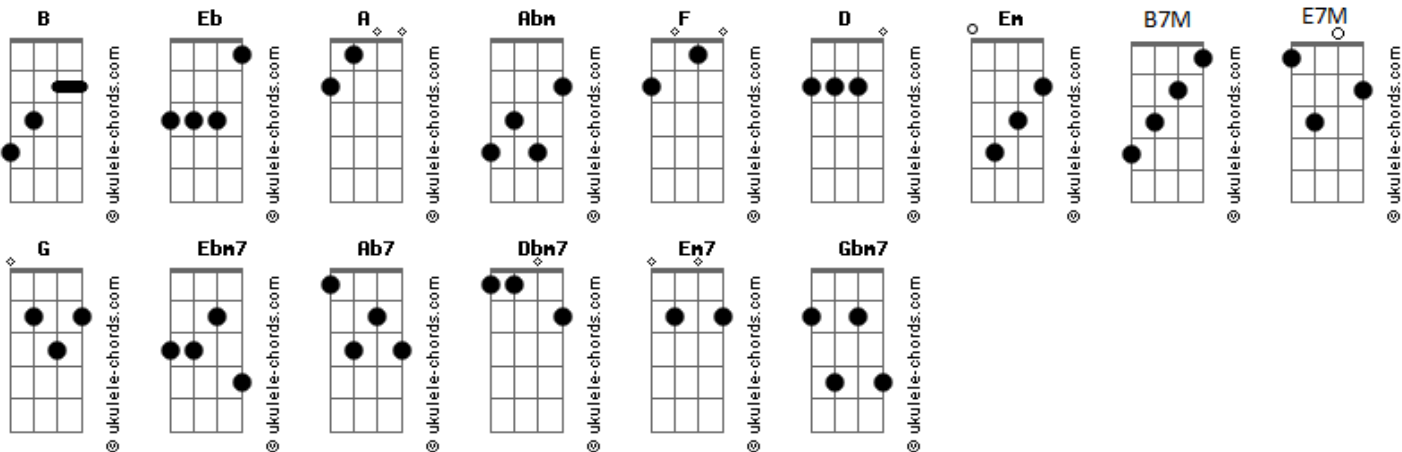 B Eb A Abm F D Em B7M E7M
© ukulele-chords.com © ukulele-chords.com © ukulele-chords.com © ukulele-chords.com © ukulele-chords.com © ukulele-chords.com © ukulele-chords.com © ukulele-chords.com © ukulele-chords.com
G Ebm7 Ab7 Dbm7 Em7 Gbm7
© ukulele-chords.com © ukulele-chords.com © ukulele-chords.com © ukulele-chords.com © ukulele-chords.com © ukulele-chords.com